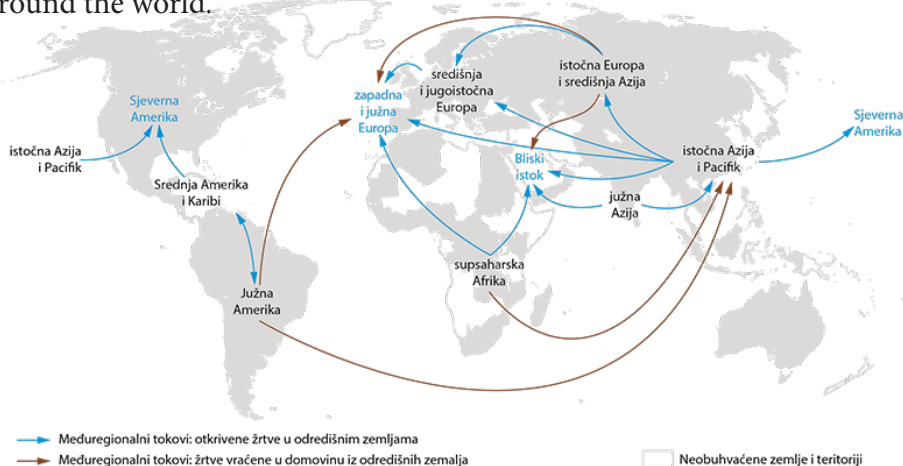 round the world.
Sjeverna
Amerika
istočna Azija
i Pacifik
Srednja Amerika
i Karibi
Južna
Amerika
zapadna
i južna
Europa
središnja
i jugoistočna
Europa
istočna Europa
i središnja Azija
Bliski
istok
južna
Azija
istočna Azija
i Pacifik
Sjeverna
Amerika
supsaharska
Afrika
Međuregionalni tokovi: otkrivene žrtve u odredišnim zemljama
Međuregionalni tokovi: žrtve vraćene u domovinu iz odredišnih zemalja
Neobuhvaćene zemlje i teritoriji